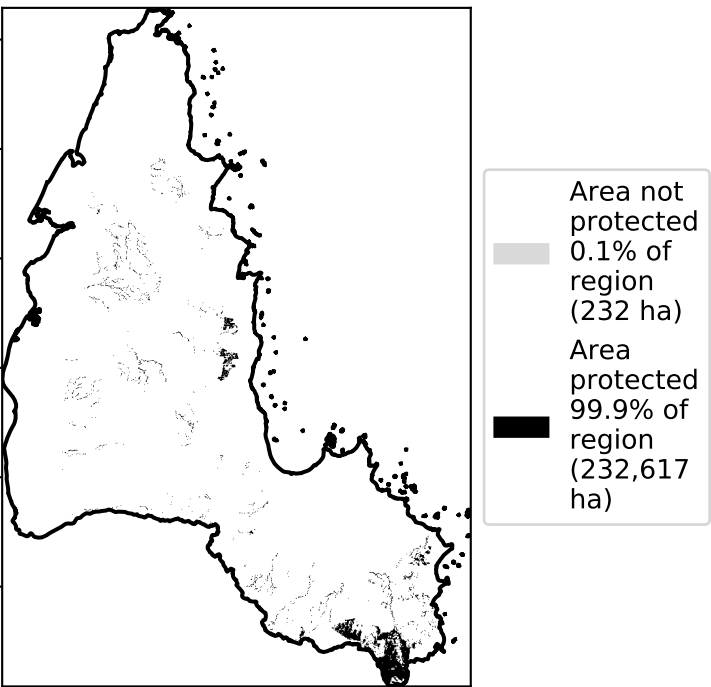 Area not
protected
0.1% of
region
(232 ha)
Area
protected
99.9% of
region
(232,617
ha)